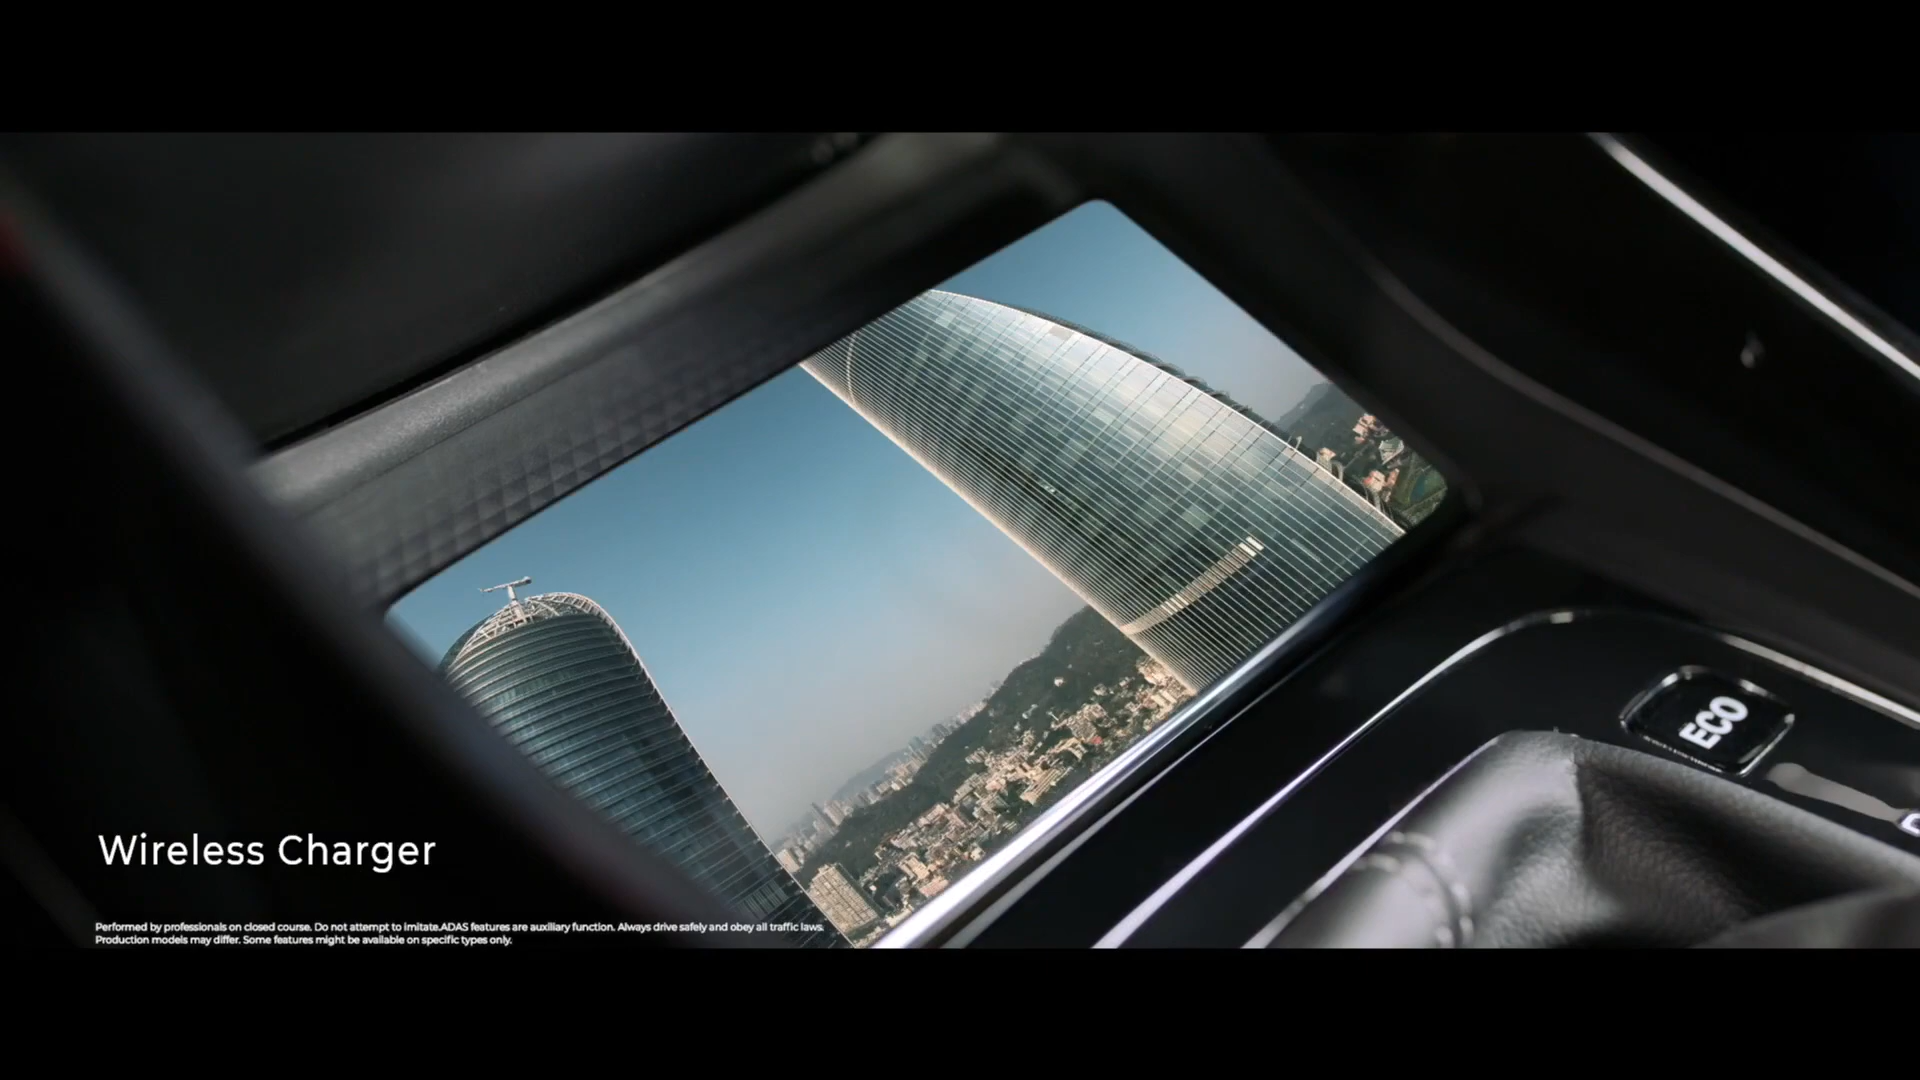 ECO
Wireless Charger
Performed by professionals on closed course. Do not attempt to imitate.ADAS features are auxiliary function. Always drive safely and obey all traffic laws.
Production models may differ. Some features might be available on specific types only.